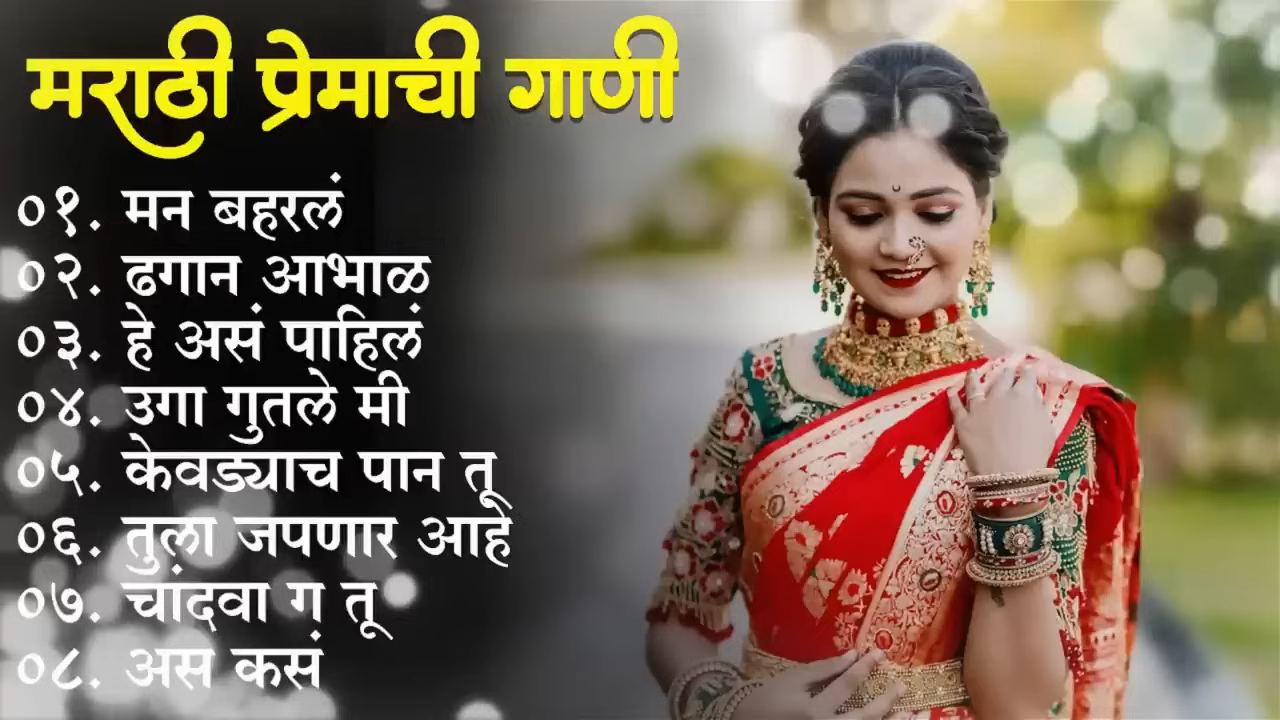 मराठी प्रेमाची गाणी
०१. मन बहरलं
०२. ढगान आभाळ
०३. हे असं पाहिलं
०४. उगा गुतले मी
०५. केवड्याच पान तू
०६. तुला जपणार आहे
०७. चांदवा ग तू
०८. अस कसं